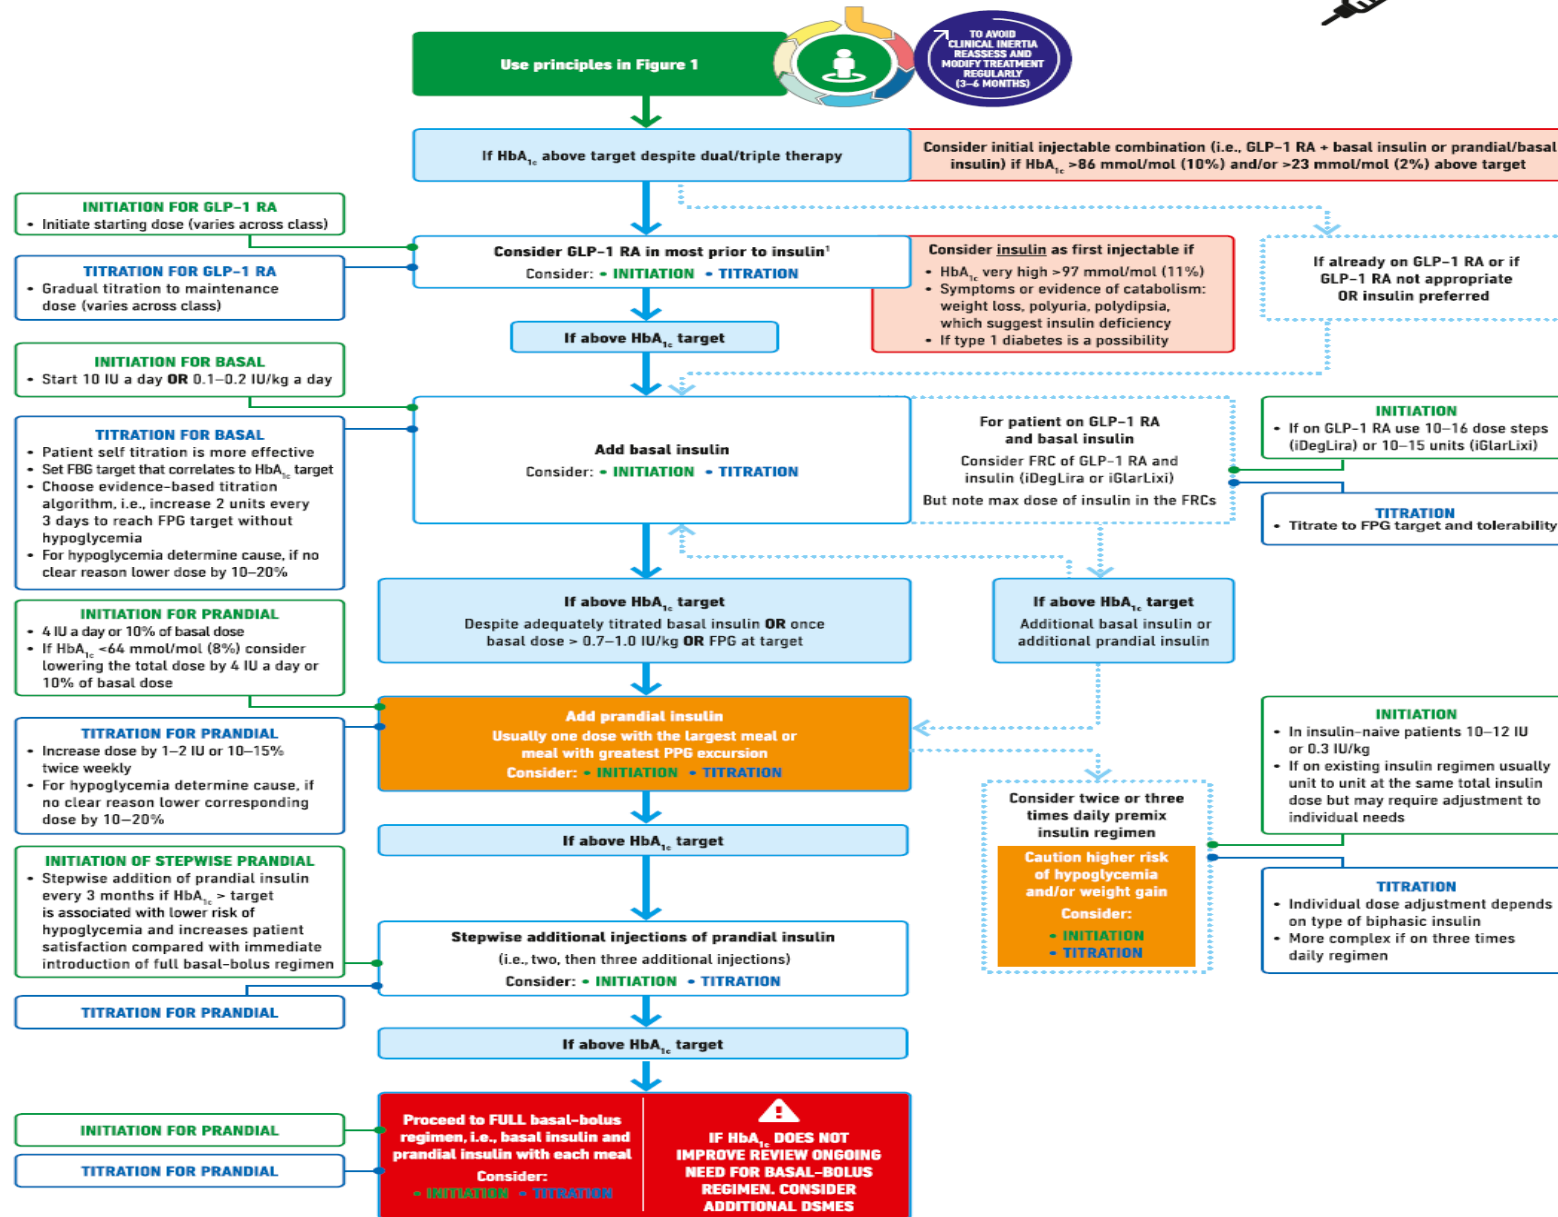 Use principles in Figure 1
TO AVOID
CLINICAL INERTIA
REASSESS AND
MODIFY TREATMENT
REGULARLY
(3–6 MONTHS)
If HbA1c above target despite dual/triple therapy
Consider initial injectable combination (i.e., GLP–1 RA + basal insulin or prandial/basal
insulin) if HbA1c >86 mmol/mol (10%) and/or >23 mmol/mol (2%) above target
INITIATION FOR GLP–1 RA
• Initiate starting dose (varies across class)
TITRATION FOR GLP–1 RA
• Gradual titration to maintenance
dose (varies across class)
Consider GLP–1 RA in most prior to insulin1
Consider: • INITIATION • TITRATION
Consider insulin as first injectable if
• HbA1c very high >97 mmol/mol (11%)
• Symptoms or evidence of catabolism:
weight loss, polyuria, polydipsia,
which suggest insulin deficiency
• If type 1 diabetes is a possibility
If already on GLP–1 RA or if
GLP–1 RA not appropriate
OR insulin preferred
If above HbA1c target
INITIATION FOR BASAL
• Start 10 IU a day OR 0.1–0.2 IU/kg a day
TITRATION FOR BASAL
• Patient self titration is more effective
• Set FBG target that correlates to HbA1c target
• Choose evidence–based titration
algorithm, i.e., increase 2 units every
3 days to reach FPG target without
hypoglycemia
• For hypoglycemia determine cause, if no
clear reason lower dose by 10–20%
Add basal insulin
Consider: • INITIATION • TITRATION
For patient on GLP–1 RA
and basal insulin
Consider FRC of GLP–1 RA and
insulin (iDegLira or iGlarLixi)
But note max dose of insulin in the FRCs
INITIATION
• If on GLP–1 RA use 10–16 dose steps
(iDegLira) or 10–15 units (iGlarLixi)
TITRATION
• Titrate to FPG target and tolerability
If above HbA1c target
Despite adequately titrated basal insulin OR once
basal dose > 0.7–1.0 IU/kg OR FPG at target
If above HbA1c target
Additional basal insulin or
additional prandial insulin
INITIATION FOR PRANDIAL
• 4 IU a day or 10% of basal dose
• If HbA1c <64 mmol/mol (8%) consider
lowering the total dose by 4 IU a day or
10% of basal dose
TITRATION FOR PRANDIAL
• Increase dose by 1–2 IU or 10–15%
twice weekly
• For hypoglycemia determine cause, if
no clear reason lower corresponding
dose by 10–20%
Add prandial insulin
Usually one dose with the largest meal or
meal with greatest PPG excursion
Consider: • INITIATION • TITRATION
If above HbA1c target
Consider twice or three
times daily premix
insulin regimen
Caution higher risk
of hypoglycemia
and/or weight gain
Consider:
• INITIATION
• TITRATION
INITIATION
• In insulin–naive patients 10–12 IU
or 0.3 IU/kg
• If on existing insulin regimen usually
unit to unit at the same total insulin
dose but may require adjustment to
individual needs
TITRATION
• Individual dose adjustment depends
on type of biphasic insulin
• More complex if on three times
daily regimen
INITIATION OF STEPWISE PRANDIAL
• Stepwise addition of prandial insulin
every 3 months if HbA1c > target
is associated with lower risk of
hypoglycemia and increases patient
satisfaction compared with immediate
introduction of full basal–bolus regimen
TITRATION FOR PRANDIAL
Stepwise additional injections of prandial insulin
(i.e., two, then three additional injections)
Consider: • INITIATION • TITRATION
If above HbA1c target
INITIATION FOR PRANDIAL
TITRATION FOR PRANDIAL
Proceed to FULL basal–bolus
regimen, i.e., basal insulin and
prandial insulin with each meal
Consider:
• INITIATION • TITRATION
IF HbA1c DOES NOT
IMPROVE REVIEW ONGOING
NEED FOR BASAL–BOLUS
REGIMEN. CONSIDER
ADDITIONAL DSMES